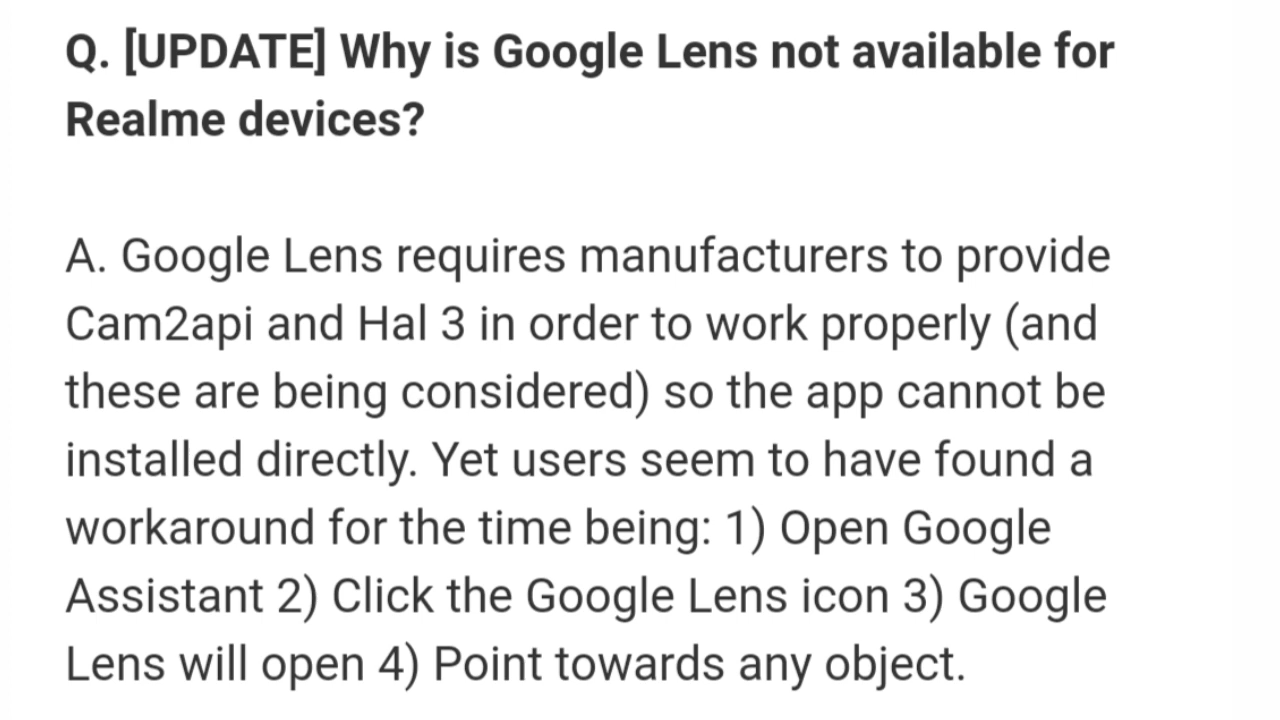 Q. [UPDATE] Why is Google Lens not available for
Realme devices?
A. Google Lens requires manufacturers to provide
Cam2api and Hal 3 in order to work properly (and
these are being considered) so the app cannot be
installed directly. Yet users seem to have found a
workaround for the time being: 1) Open Google
Assistant 2) Click the Google Lens icon 3) Google
Lens will open 4) Point towards any object.